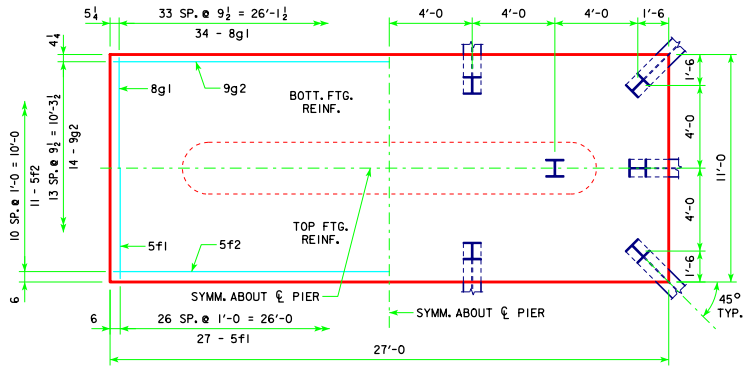 5¼
33 SP. @ 9½ = 26'-1½
34 - 8g1
4'-0
4'-0
4'-0
1'-6
4¼
8g1
9g2
BOTT. FTG.
REINF.
1'-6
4'-0
10 SP. @ 1'-0 = 10'-0
11 - 5f2
13 SP. @ 9½ = 10'-3½
14 - 9g2
11'-0
4'-0
TOP FTG.
REINF.
5f1
5f2
1'-6
6
SYMM. ABOUT ℄ PIER
45°
TYP.
6
26 SP. @ 1'-0 = 26'-0
27 - 5f1
SYMM. ABOUT ℄ PIER
27'-0